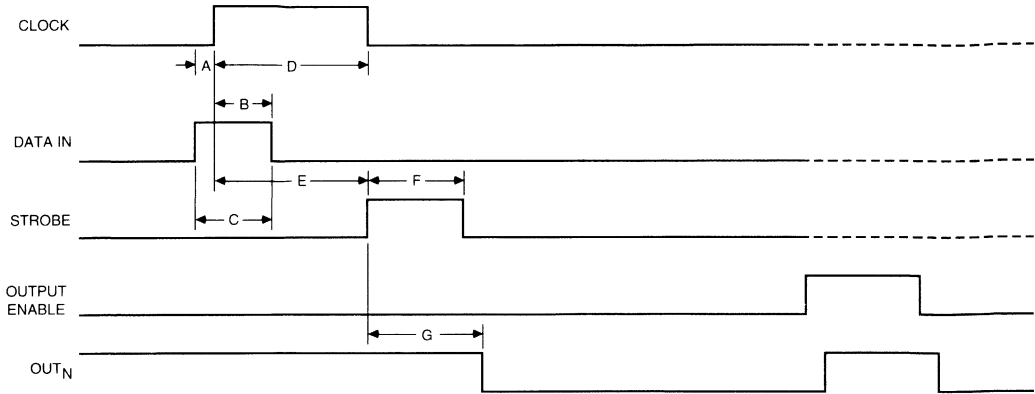 CLOCK
A D
B
DATA IN
E F
C
STROBE
OUTPUT
ENABLE
G
OUTN